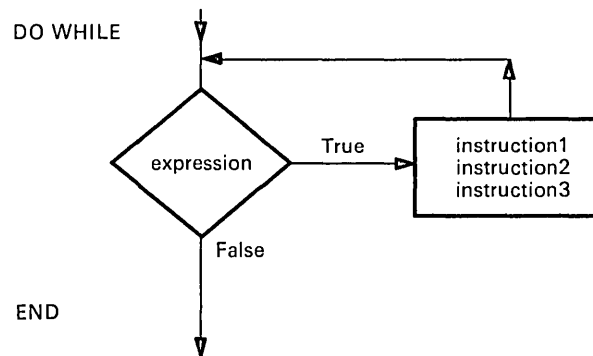 DO WHILE
expression
True
instruction1
instruction2
instruction3
False
END